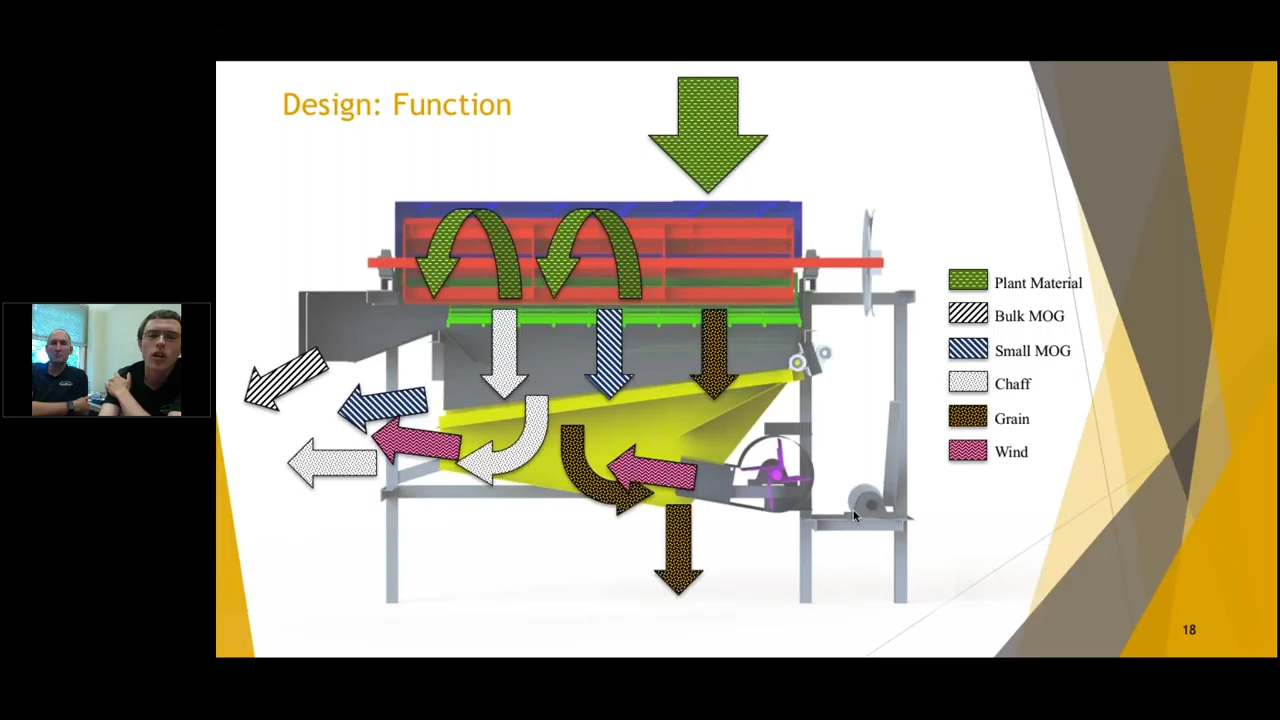 Design: Function
Plant Material
Bulk MOG
Small MOG
Chaff
Grain
Wind
18